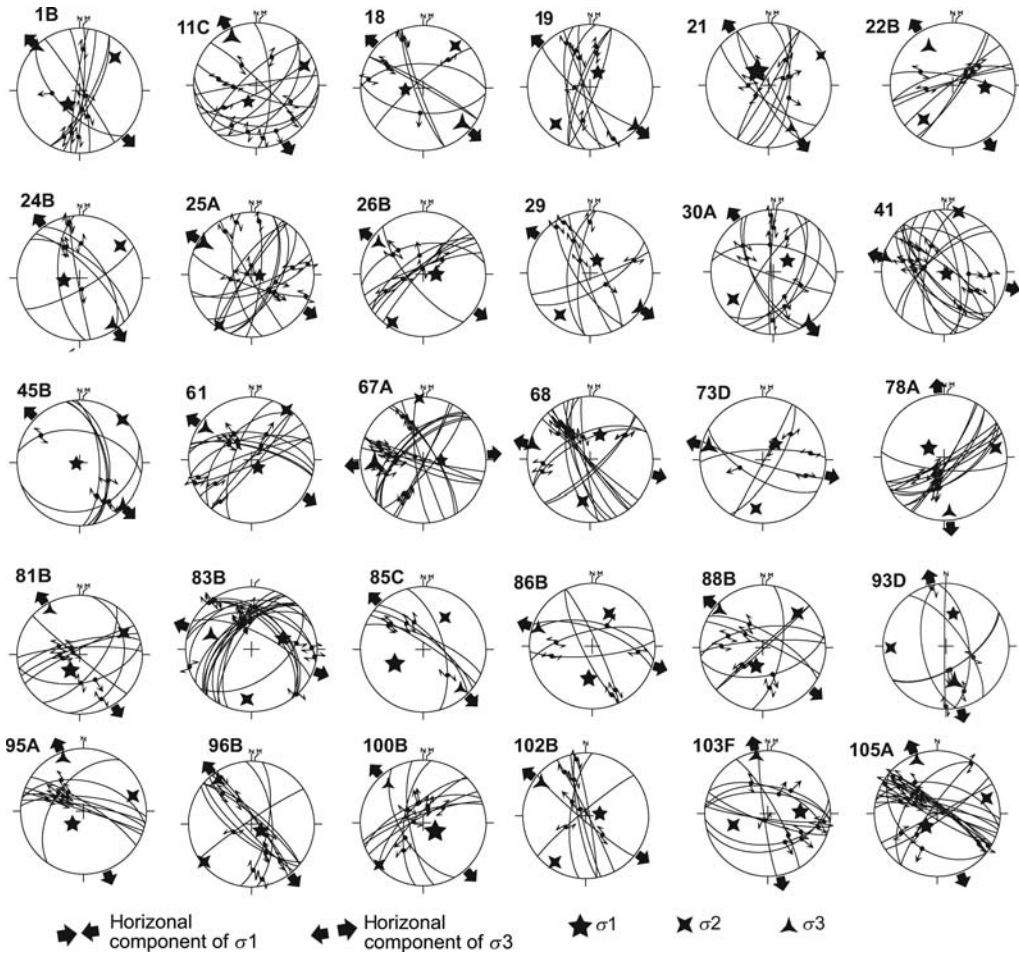 1B 11C 18 19 21 22B
N M N M N M N M N M N M
24B 25A 26B 29 30A 41
N M N M N M N M N M N M
45B 61 67A 68 73D 78A
N M N M N M N M N M N M
81B 83B 85C 86B 88B 93D
N M N M N M N M N M N
95A 96B 100B 102B 103F 105A
N N M N M N M N M N
Horizonal component of σ1
Horizonal component of σ3
σ1 σ2 σ3